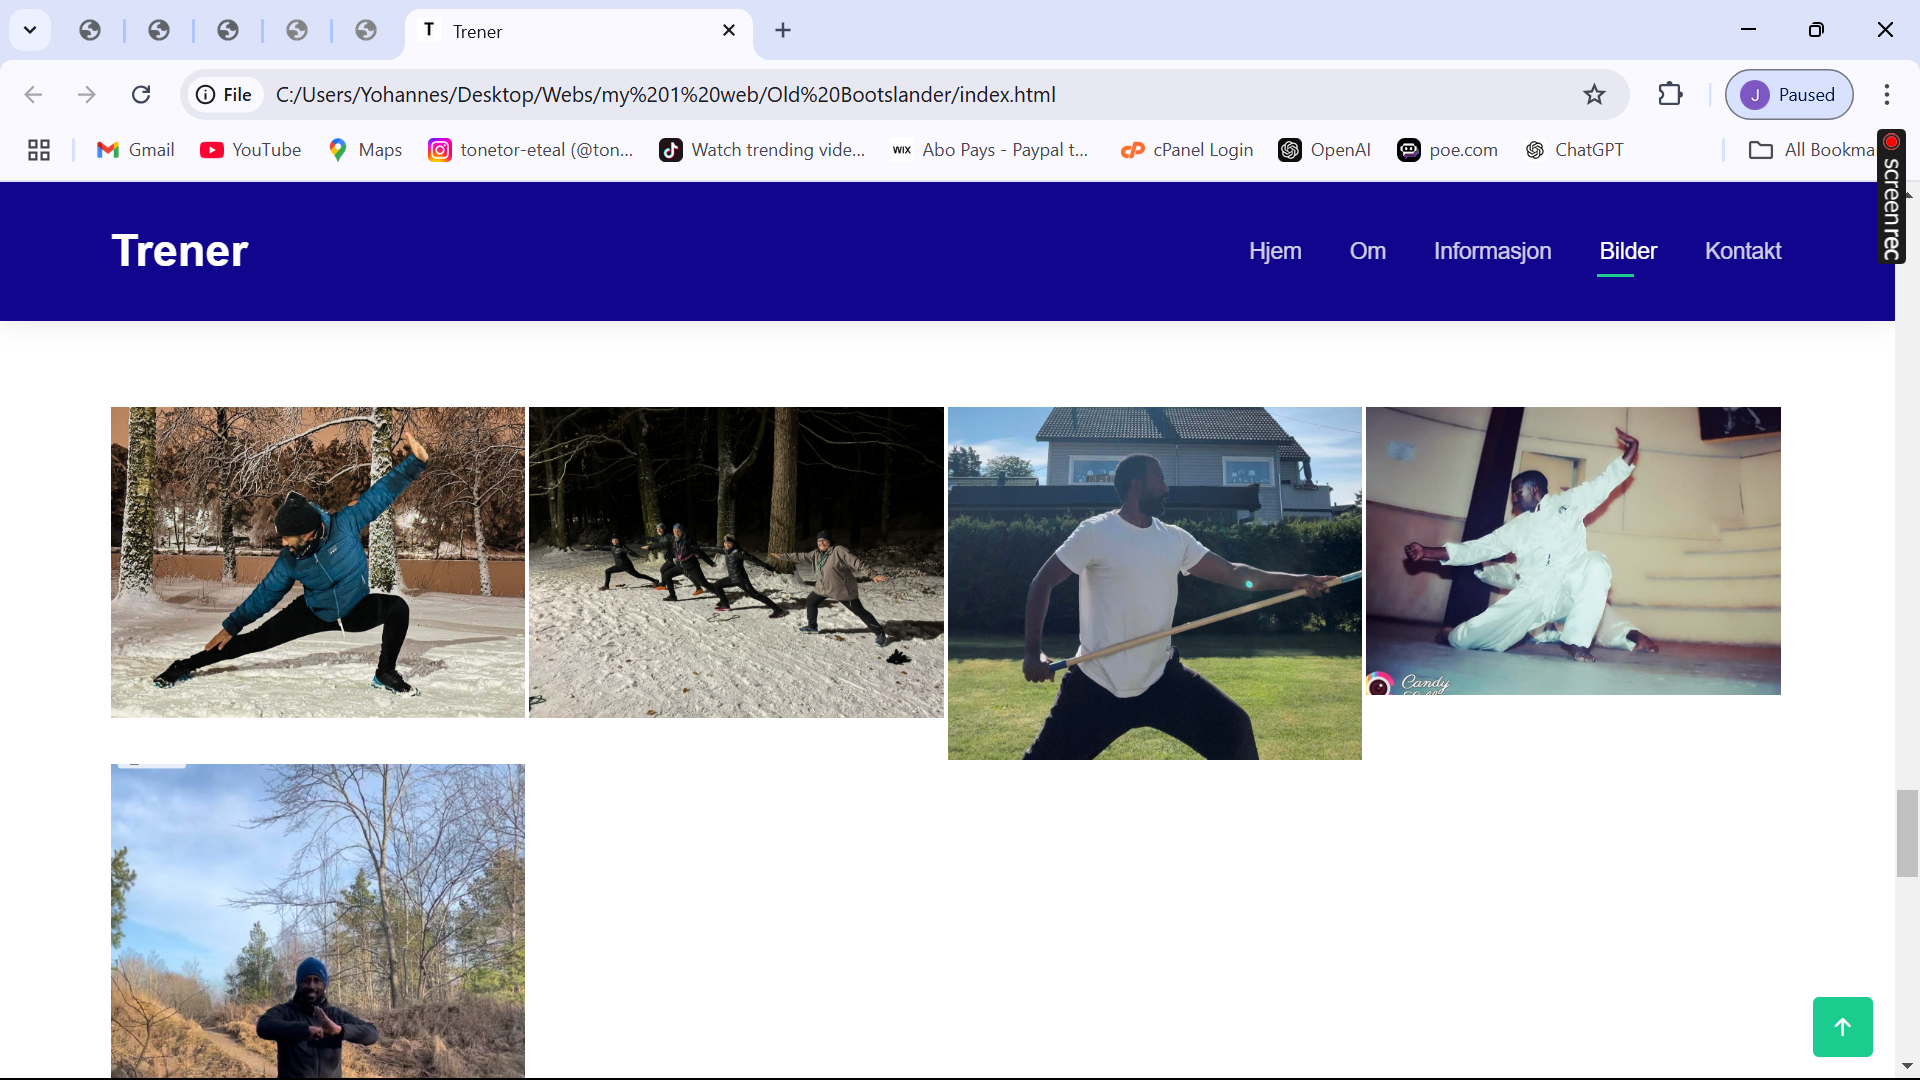 T Trener
File C:/Users/Yohannes/Desktop/Webs/my%201%20web/Old%20Bootslander/index.html J Paused
Gmail YouTube Maps tonetor-eteal (@ton... Watch trending vide... WIX Abo Pays - Paypal t... cP cPanel Login OpenAI poe.com ChatGPT All Bookma
screenrec
Trener Hjem Om Informasjon Bilder Kontakt
Candy